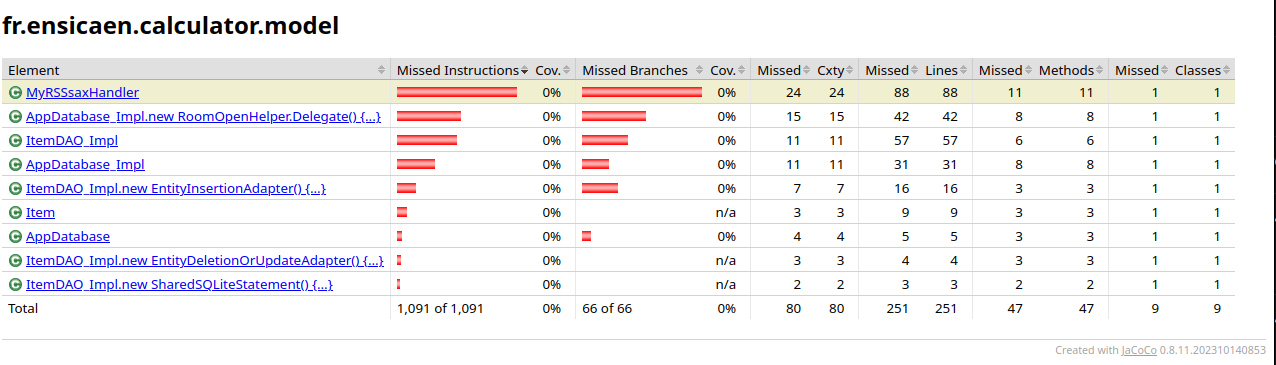 fr.ensicaen.calculator.model
Element Missed Instructions Cov. Missed Branches Cov. Missed Cxty Missed Lines Missed Methods Missed Classes
C MyRSSsaxHandler 0% 0% 24 24 88 88 11 11 1 1
C AppDatabase_Impl.new RoomOpenHelper.Delegate() {...} 0% 0% 15 15 42 42 8 8 1 1
C ItemDAO_Impl 0% 0% 11 11 57 57 6 6 1 1
C AppDatabase_Impl 0% 0% 11 11 31 31 8 8 1 1
C ItemDAO_Impl.new EntityInsertionAdapter() {...} 0% 0% 7 7 16 16 3 3 1 1
C Item 0% n/a 3 3 9 9 3 3 1 1
C AppDatabase 0% 0% 4 4 5 5 3 3 1 1
C ItemDAO_Impl.new EntityDeletionOrUpdateAdapter() {...} 0% n/a 3 3 4 4 3 3 1 1
C ItemDAO_Impl.new SharedSQLiteStatement() {...} 0% n/a 2 2 3 3 2 2 1 1
Total 1,091 of 1,091 0% 66 of 66 0% 80 80 251 251 47 47 9 9
Created with JaCoCo 0.8.11.202310140853